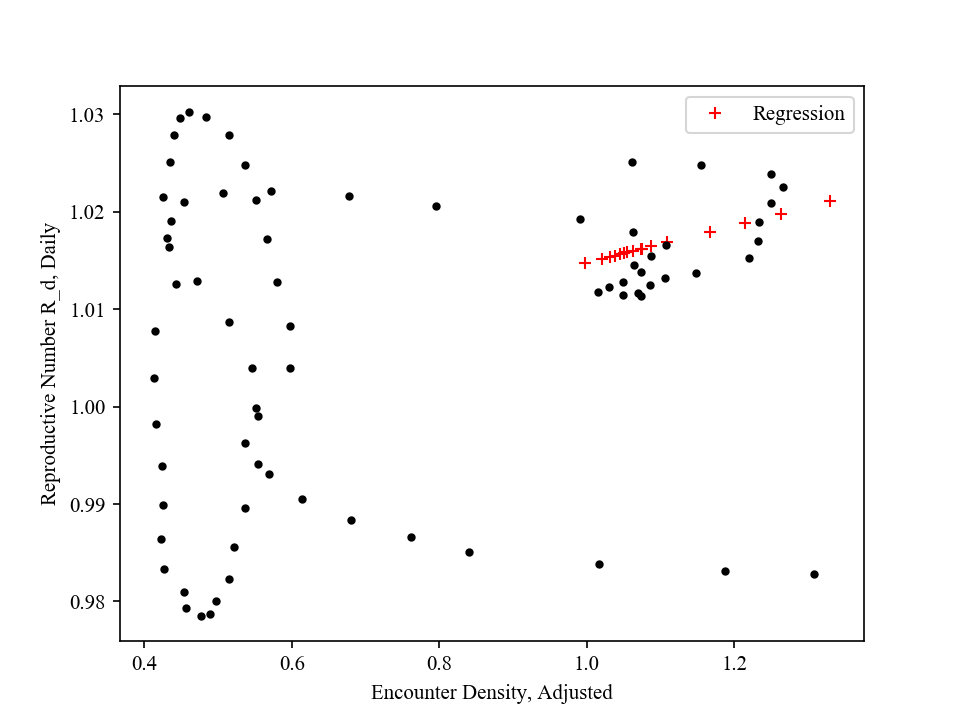 Regression
1.03
1.02
1.01
1.00
0.99
0.98
Reproductive Number R_d, Daily
0.4 0.6 0.8 1.0 1.2
Encounter Density, Adjusted